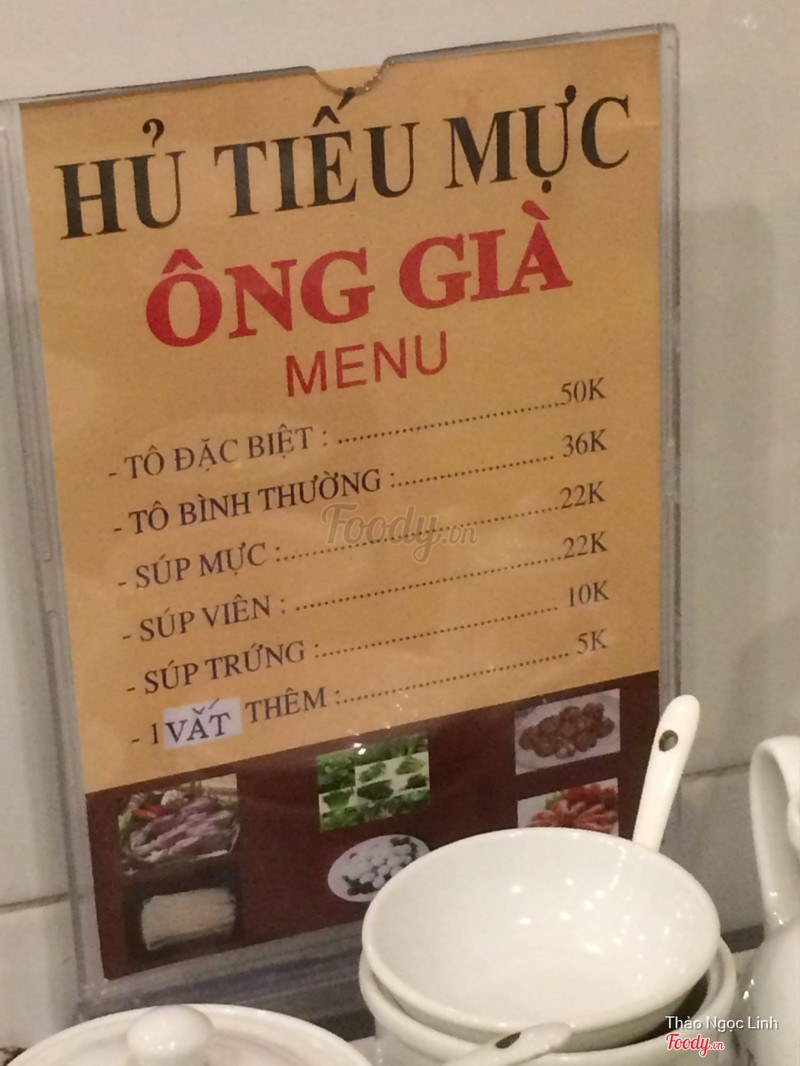 HỦ TIẾU MỰC
ÔNG GIÀ
MENU
- TÔ ĐẶC BIỆT : ........................................50K
- TÔ BÌNH THƯỜNG :............................ 36K
- SÚP MỰC :................................................22K
- SÚP VIÊN : ..............................................22K
- SÚP TRỨNG :......................................... 10K
- 1 VẮT THÊM :....................................... 5K
Foody.vn
Thảo Ngọc Linh
Foody.vn